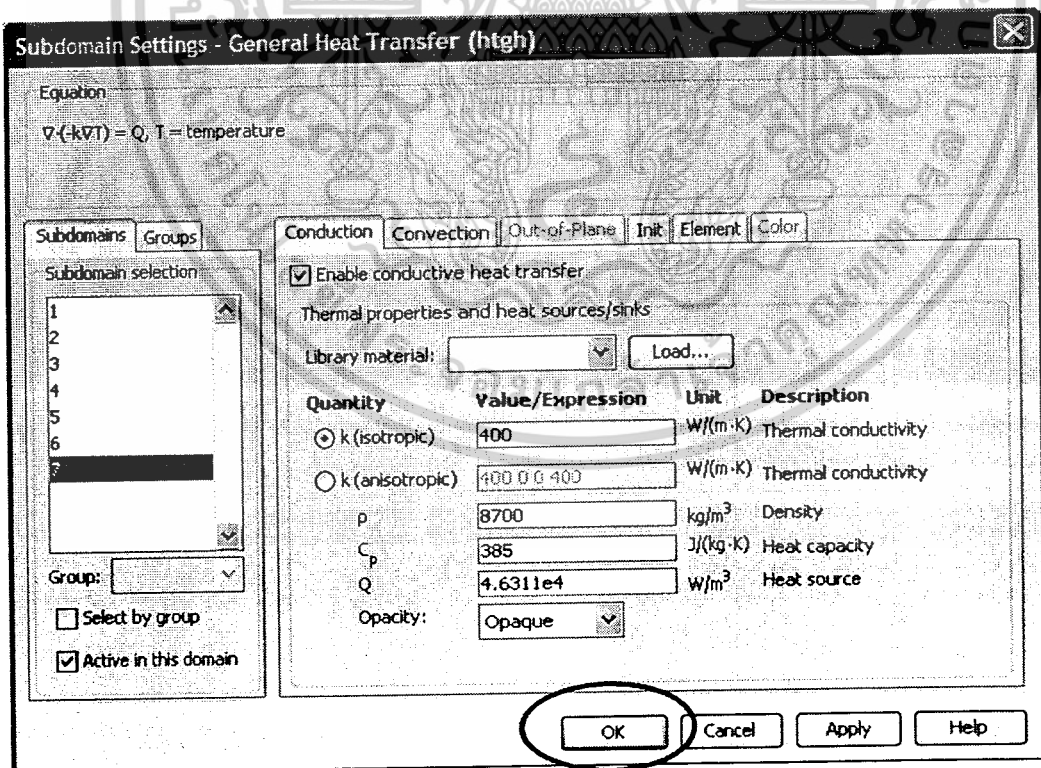 Subdomain Settings - General Heat Transfer (htgh)
Equation
∇·(-k∇T) = Q, T = temperature
Subdomains Groups
Subdomain selection
1
2
3
4
5
6
7
Group:
Select by group
Active in this domain
Conduction Convection Out-of-Plane Init Element Color
Enable conductive heat transfer
Thermal properties and heat sources/sinks
Library material: Load...
Quantity Value/Expression Unit Description
k (isotropic) 400 W/(m·K) Thermal conductivity
k (anisotropic) 400 0 0 400 W/(m·K) Thermal conductivity
ρ 8700 kg/m³ Density
Cp 385 J/(kg·K) Heat capacity
Q 4.6311e4 W/m³ Heat source
Opacity: Opaque
OK Cancel Apply Help